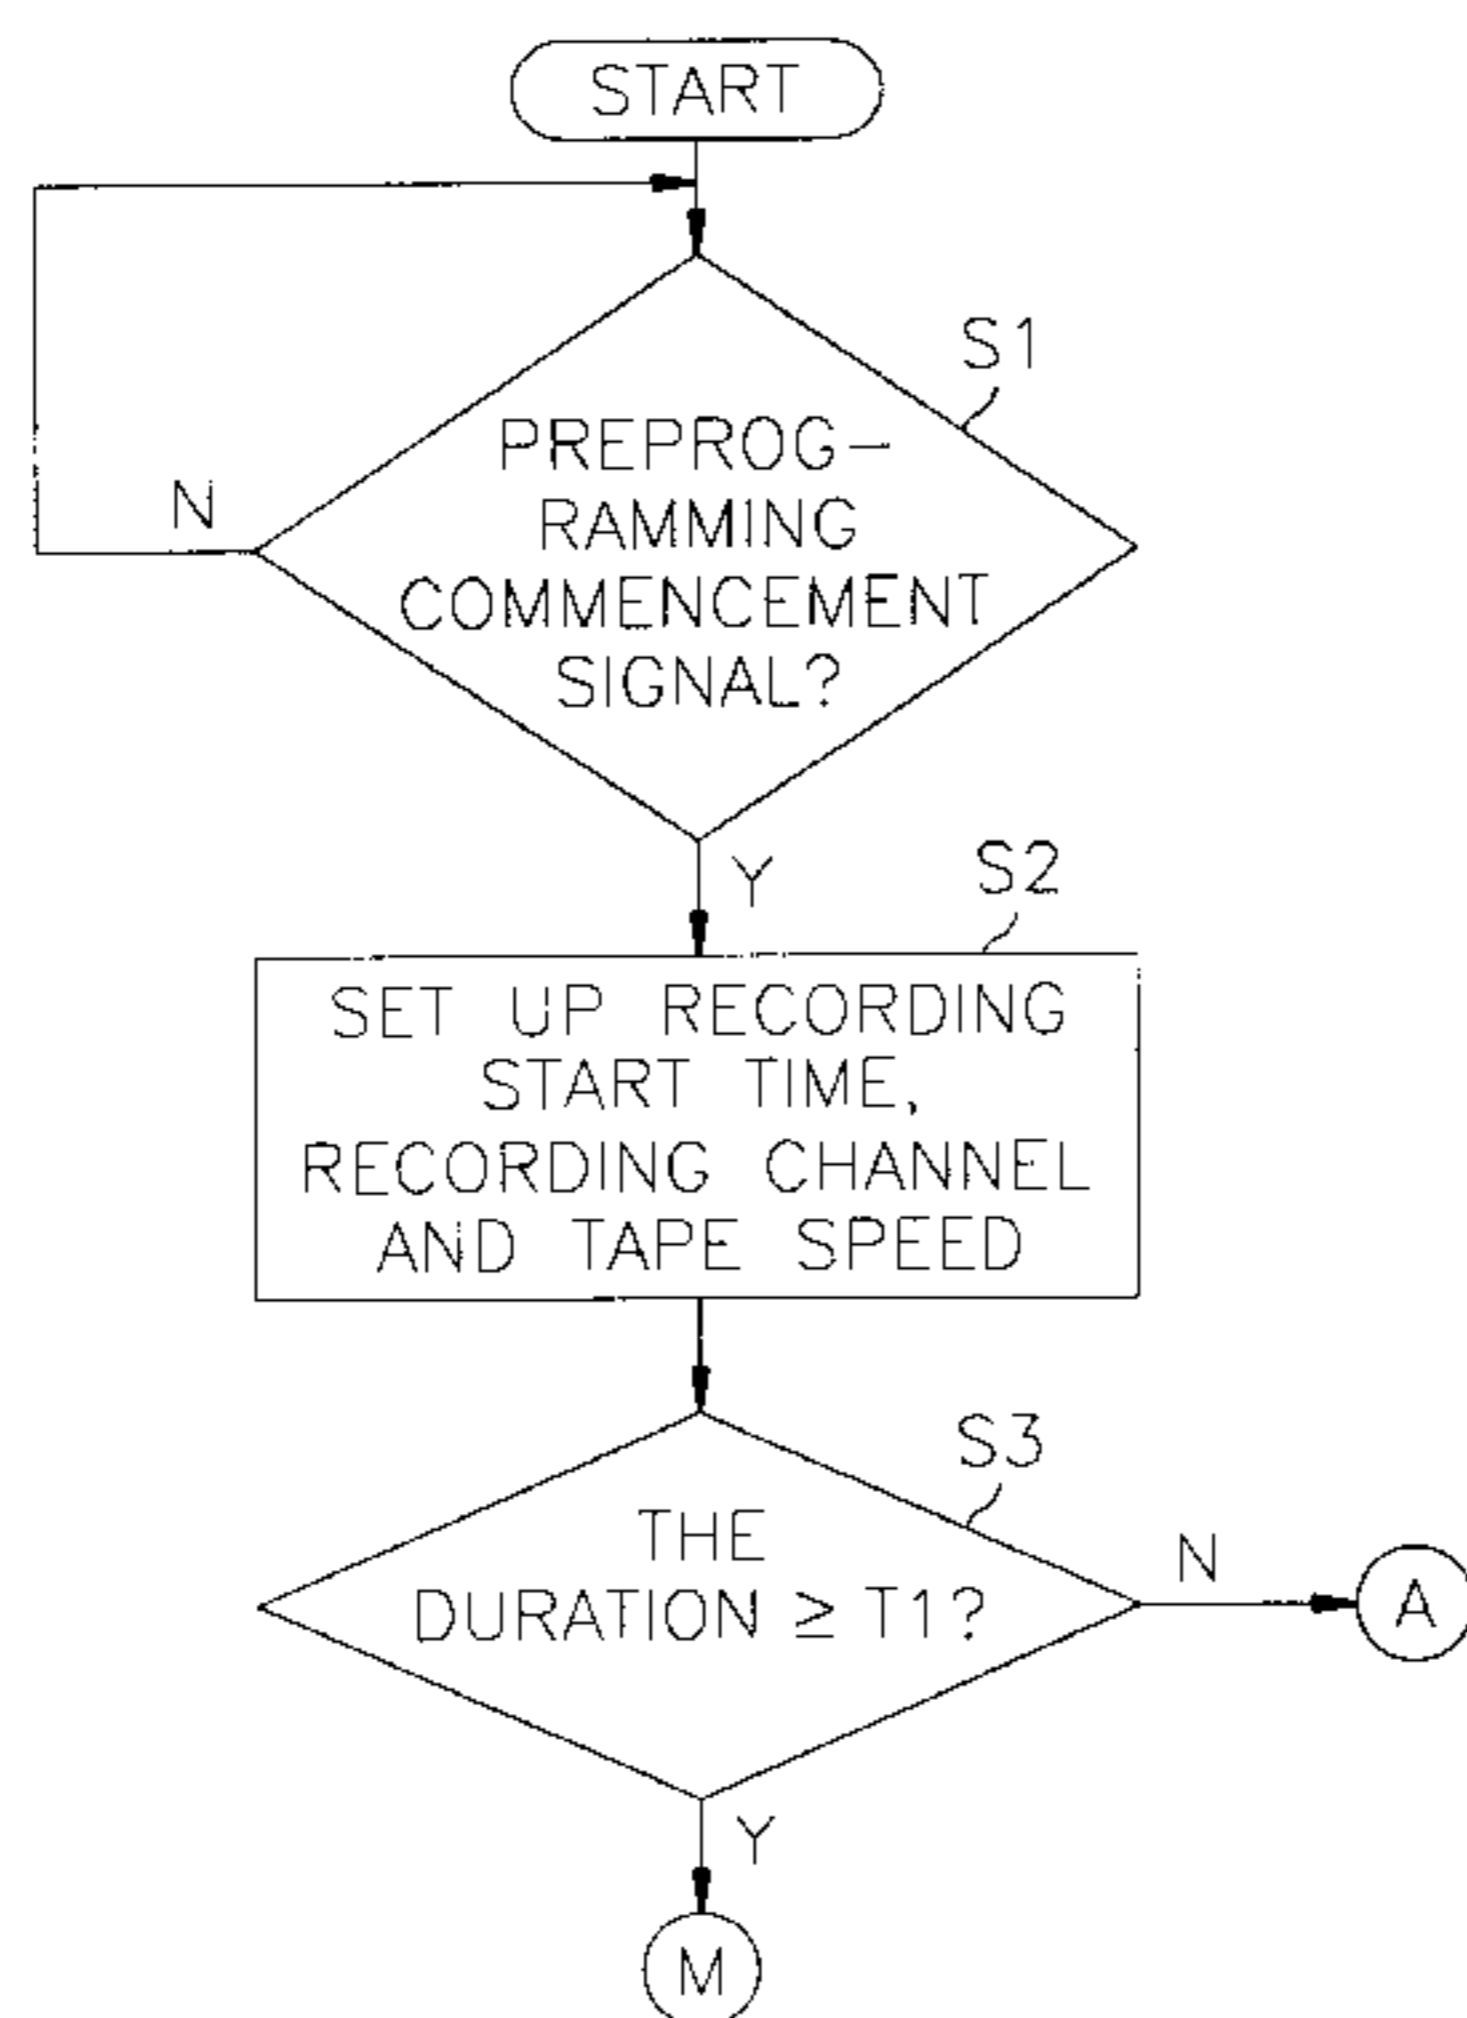 START
S1
PREPROG-
RAMMING
COMMENCEMENT
SIGNAL?
N
Y
S2
SET UP RECORDING
START TIME,
RECORDING CHANNEL
AND TAPE SPEED
S3
THE
DURATION ≥ T1?
N
A
Y
M